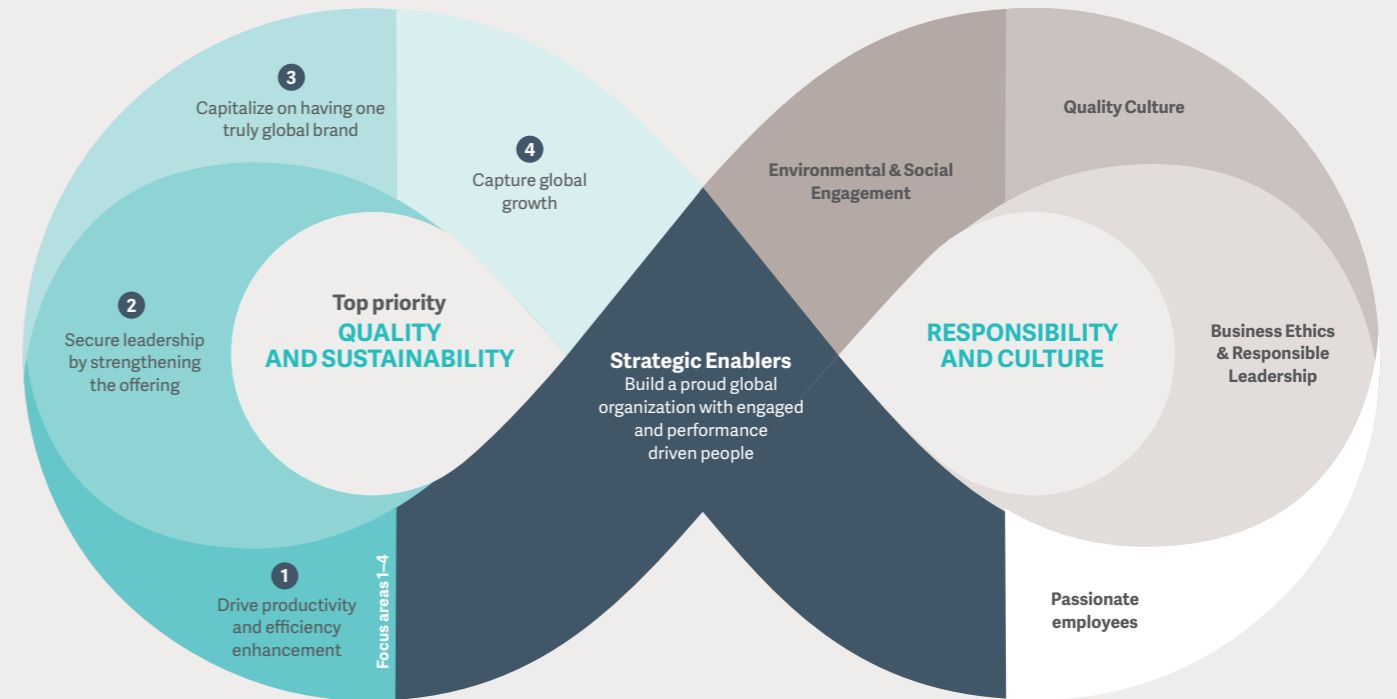 3
Capitalize on having one
truly global brand
4
Capture global
growth
2
Secure leadership
by strengthening
the offering
1
Drive productivity
and efficiency
enhancement
Focus areas 1–4
Top priority
QUALITY
AND SUSTAINABILITY
Strategic Enablers
Build a proud global
organization with engaged
and performance
driven people
Environmental & Social
Engagement
Quality Culture
RESPONSIBILITY
AND CULTURE
Business Ethics
& Responsible
Leadership
Passionate
employees